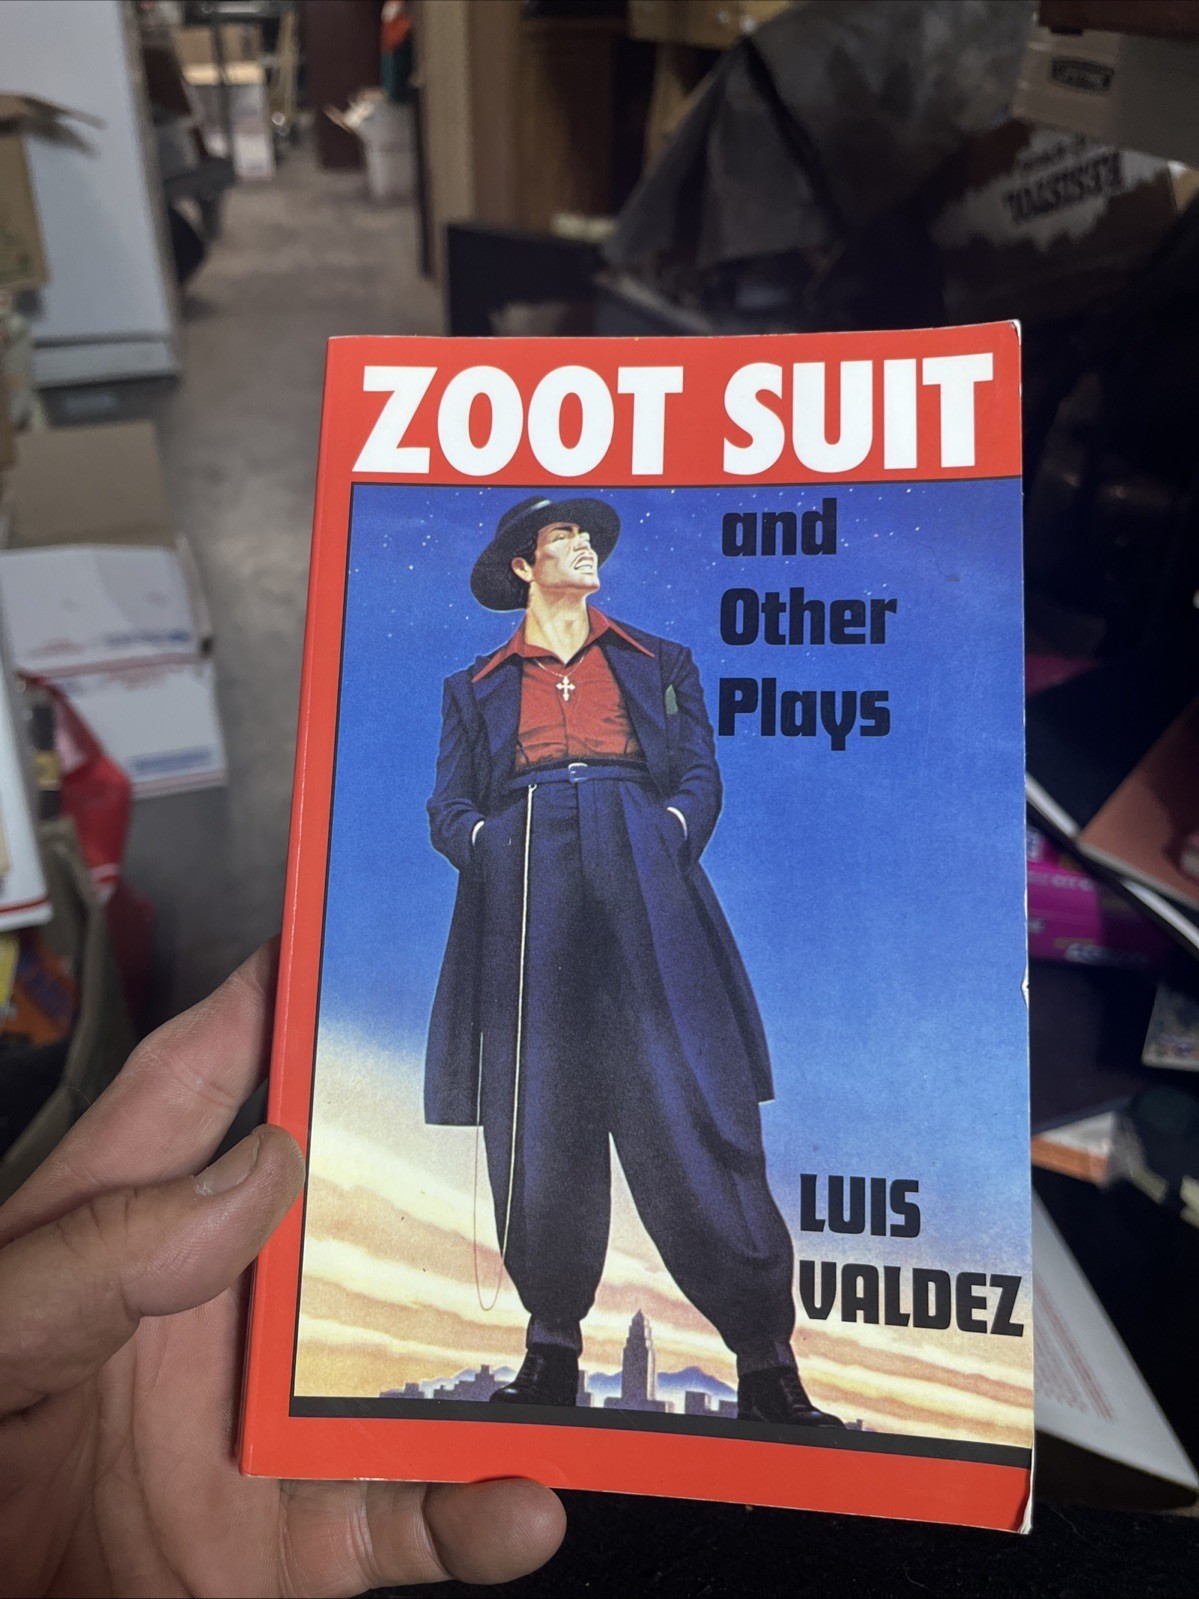 ZOOT SUIT
and
Other
Plays
LUIS
VALDEZ